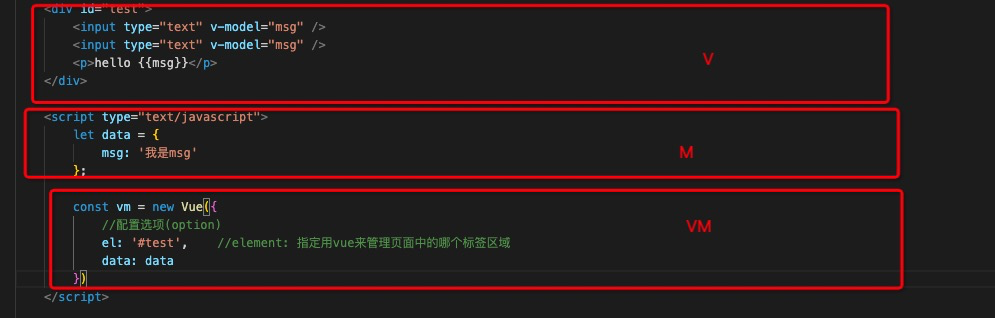 <div id="test">
<input type="text" v-model="msg" />
<input type="text" v-model="msg" />
<p>hello {{msg}}</p>
V
</div>
<script type="text/javascript">
let data = {
msg: '我是msg'
M
};
const vm = new Vue({
//配置选项(option)
VM
el: '#test', //element: 指定用vue来管理页面中的哪个标签区域
data: data
})
</script>